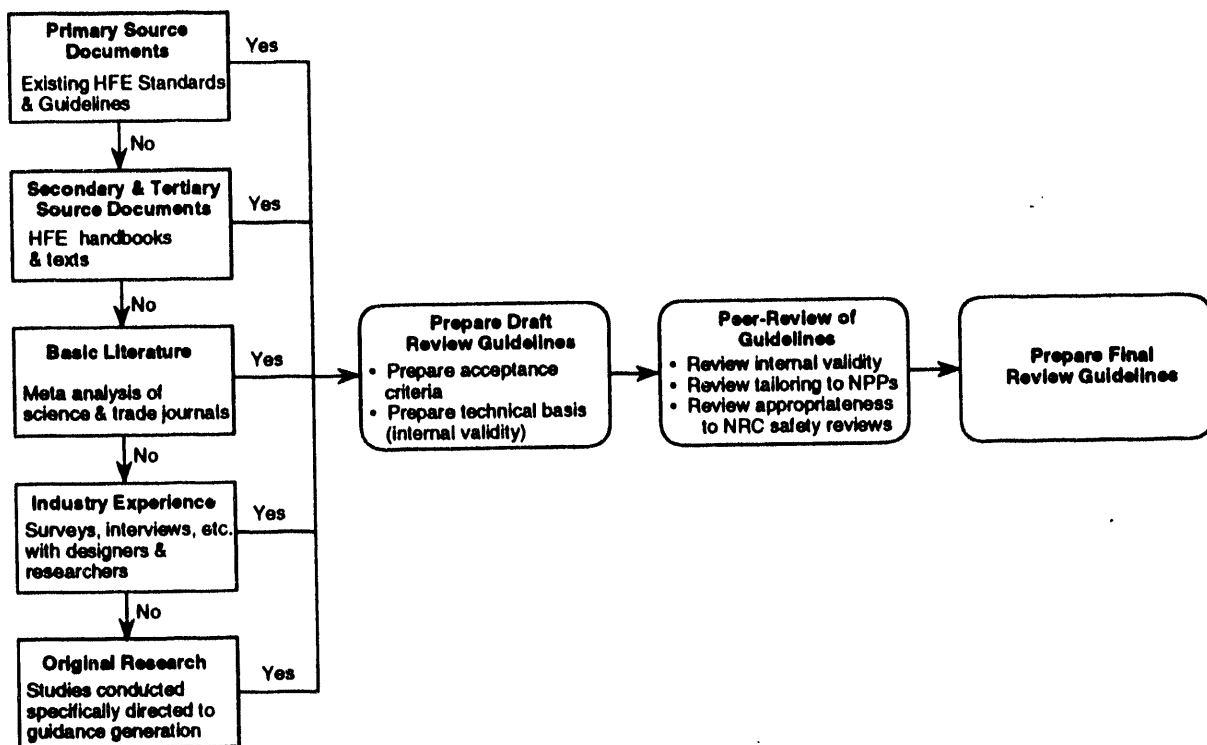 Primary Source
Documents
Existing HFE Standards
& Guidelines
Yes
No
Secondary & Tertiary
Source Documents
HFE handbooks
& texts
Yes
No
Basic Literature
Meta analysis of
science & trade journals
Yes
No
Industry Experience
Surveys, interviews, etc.
with designers &
researchers
Yes
No
Original Research
Studies conducted
specifically directed to
guidance generation
Yes
Prepare Draft
Review Guidelines
• Prepare acceptance
criteria
• Prepare technical basis
(internal validity)
Peer-Review of
Guidelines
• Review internal validity
• Review tailoring to NPPs
• Review appropriateness
to NRC safety reviews
Prepare Final
Review Guidelines